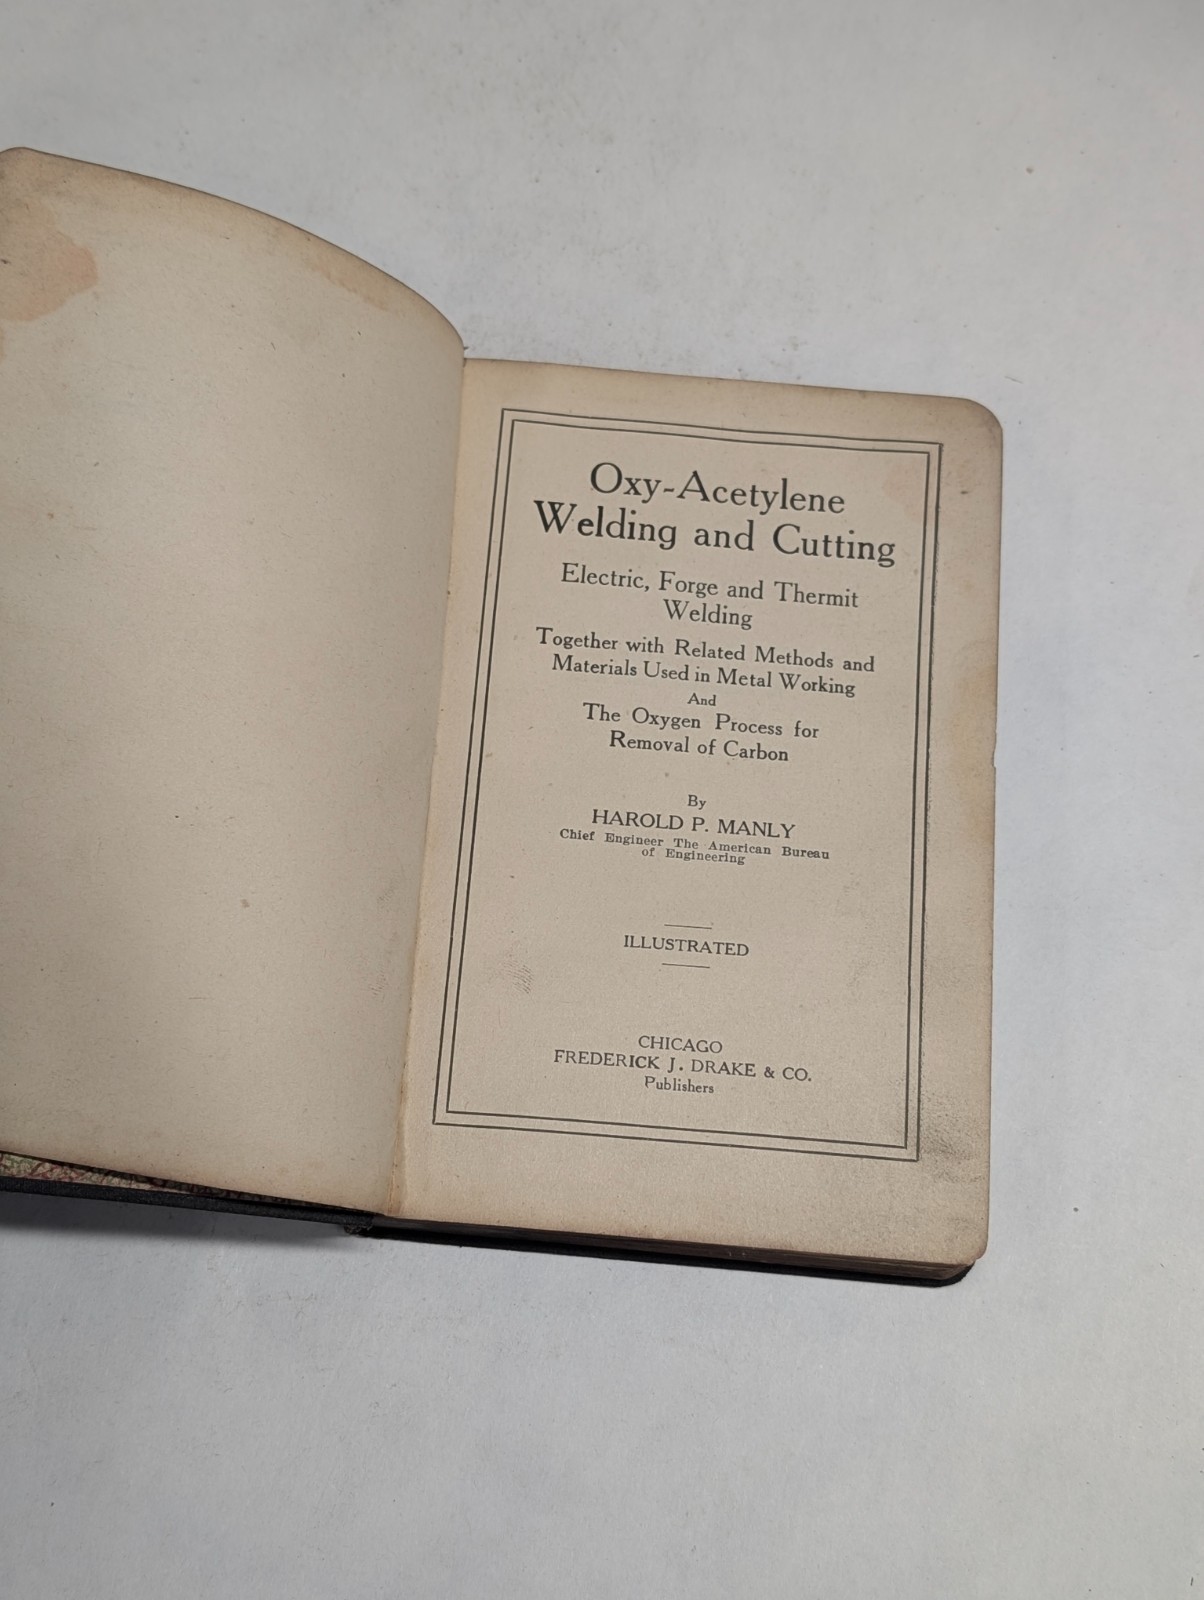 Oxy-Acetylene
Welding and Cutting
Electric, Forge and Thermit
Welding
Together with Related Methods and
Materials Used in Metal Working
And
The Oxygen Process for
Removal of Carbon
By
HAROLD P. MANLY
Chief Engineer The American Bureau
of Engineering
ILLUSTRATED
CHICAGO
FREDERICK J. DRAKE & CO.
Publishers